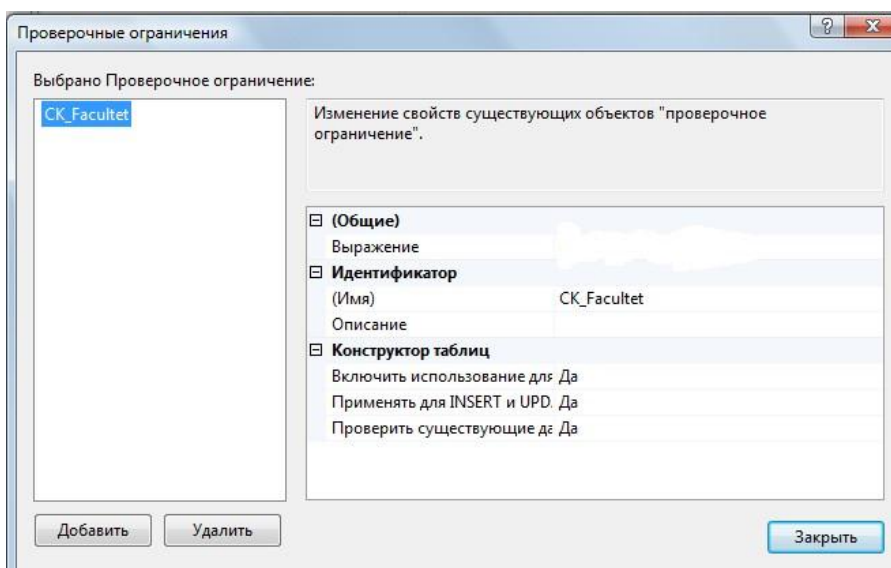 Проверочные ограничения
Выбрано Проверочное ограничение:
CK_Facultet
Изменение свойств существующих объектов "проверочное
ограничение".
(Общие)
Выражение
Идентификатор
(Имя) CK_Facultet
Описание
Конструктор таблиц
Включить использование для Да
Применять для INSERT и UPD. Да
Проверить существующие да Да
Добавить Удалить
Закрыть